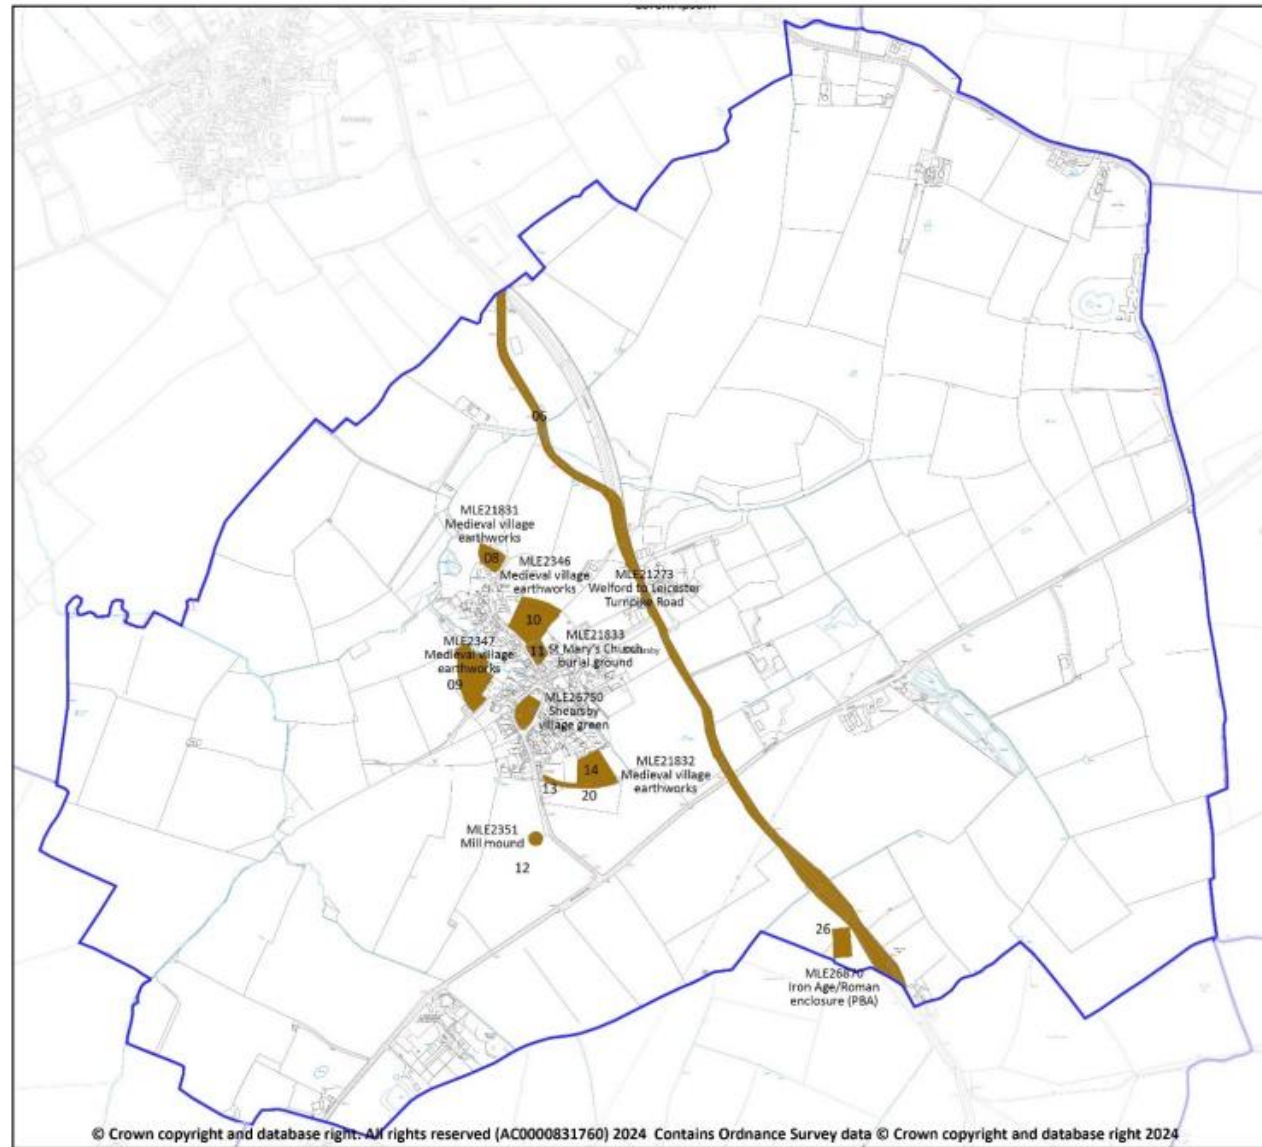 06
MLE21831
Medieval village
earthworks
08
MLE2346
Medieval village
earthworks
10
MLE21273
Welford to Leicester
Turnpike Road
MLE21833
St Mary's Church
burial ground
11
MLE2347
Medieval village
earthworks
09
MLE26750
Shearsby
village green
14
MLE21832
Medieval village
earthworks
13
20
MLE2351
Mill mound
12
26
MLE26870
Iron Age/Roman
enclosure (PBA)
© Crown copyright and database right. All rights reserved (AC0000831760) 2024 Contains Ordnance Survey data © Crown copyright and database right 2024